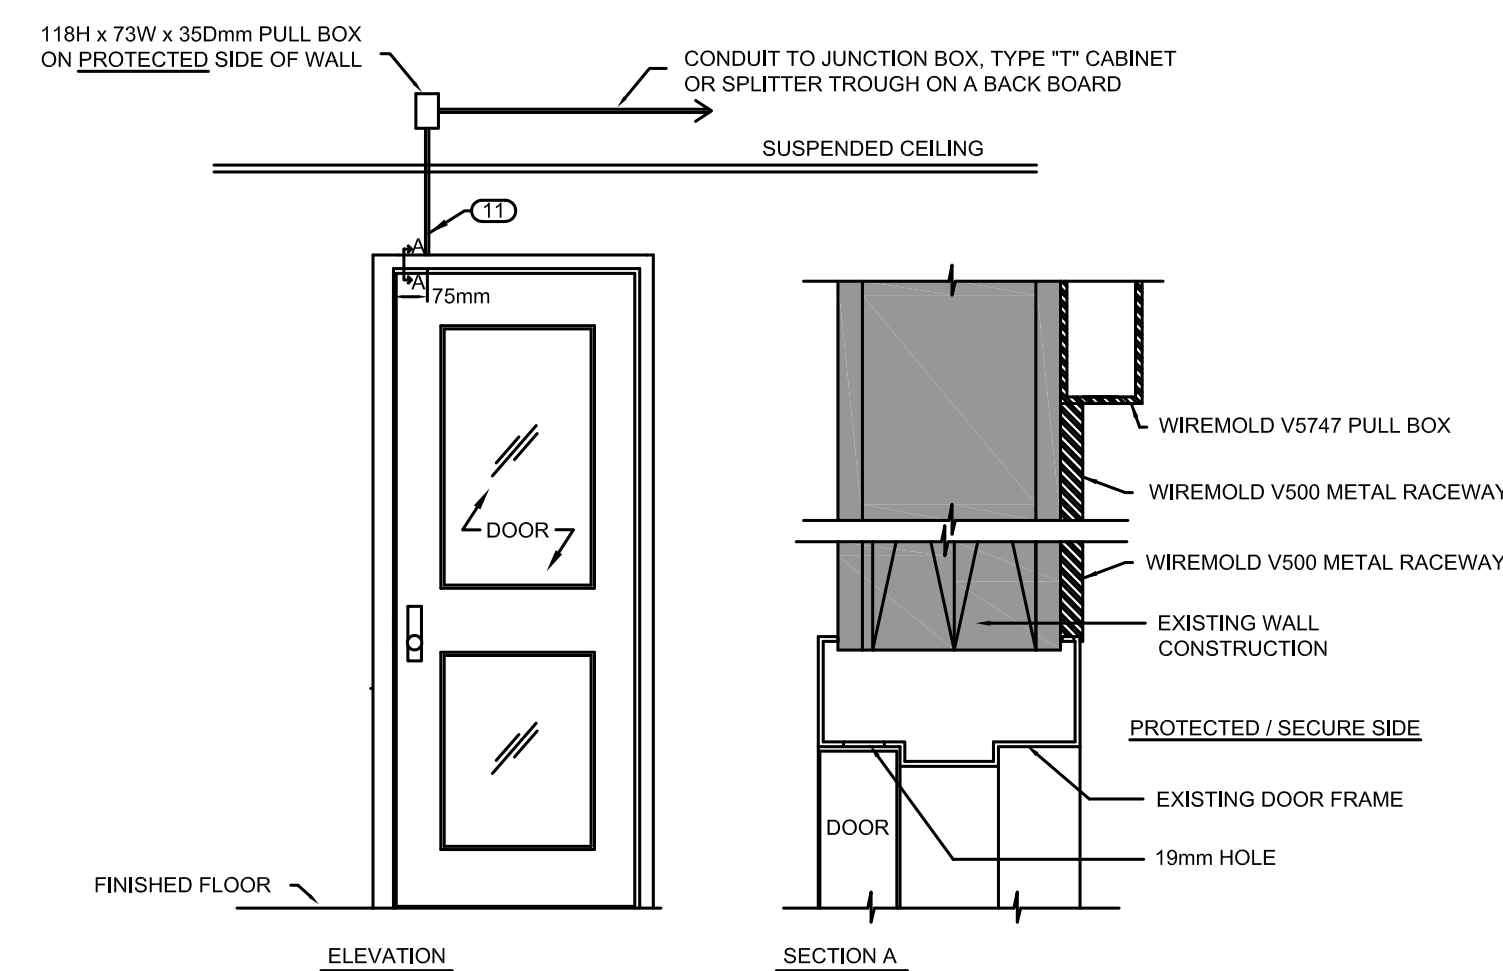 118H x 73W x 35Dmm PULL BOX
ON PROTECTED SIDE OF WALL
CONDUIT TO JUNCTION BOX, TYPE "T" CABINET
OR SPLITTER TROUGH ON A BACK BOARD
SUSPENDED CEILING
11
A
A
75mm
DOOR
WIREMOLD V5747 PULL BOX
WIREMOLD V500 METAL RACEWAY
WIREMOLD V500 METAL RACEWAY
EXISTING WALL
CONSTRUCTION
PROTECTED / SECURE SIDE
EXISTING DOOR FRAME
DOOR
19mm HOLE
FINISHED FLOOR
ELEVATION
SECTION A